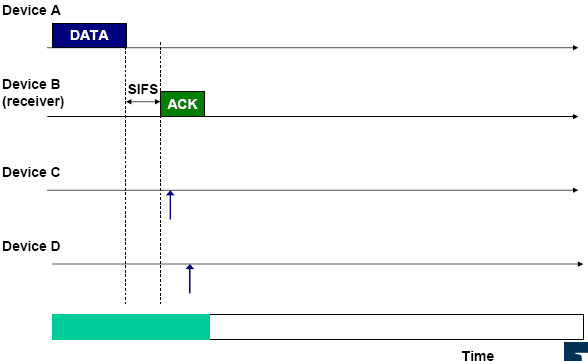 Device A
DATA
Device B
(receiver)
SIFS
ACK
Device C
Device D
Time